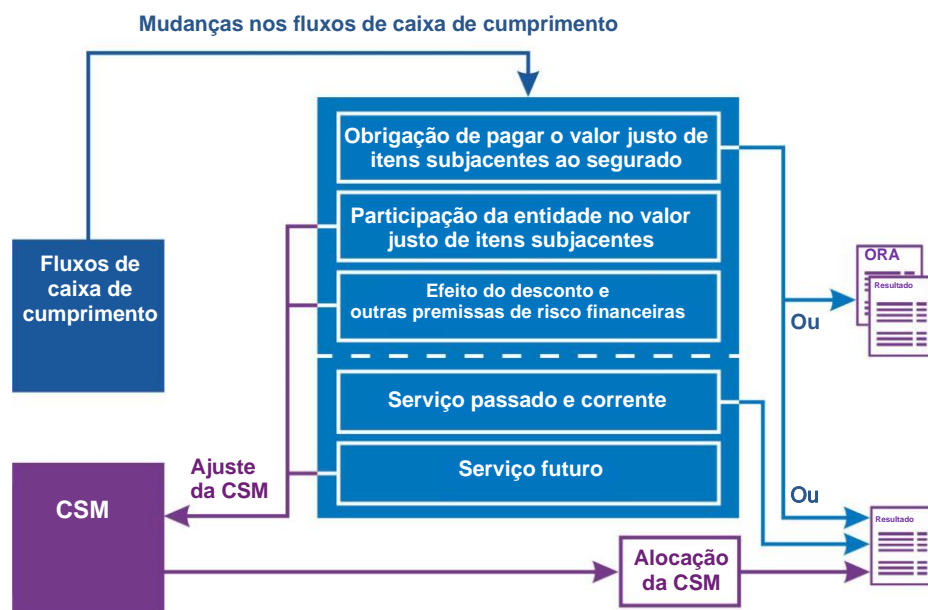 Mudanças nos fluxos de caixa de cumprimento
Obrigação de pagar o valor justo de
itens subjacentes ao segurado
Participação da entidade no valor
justo de itens subjacentes
Fluxos de
caixa de
cumprimento
Efeito do desconto e
outras premissas de risco financeiras
ORA
Resultado
Ou
Serviço passado e corrente
Ajuste
da CSM
Serviço futuro
CSM
Ou
Resultado
Alocação
da CSM